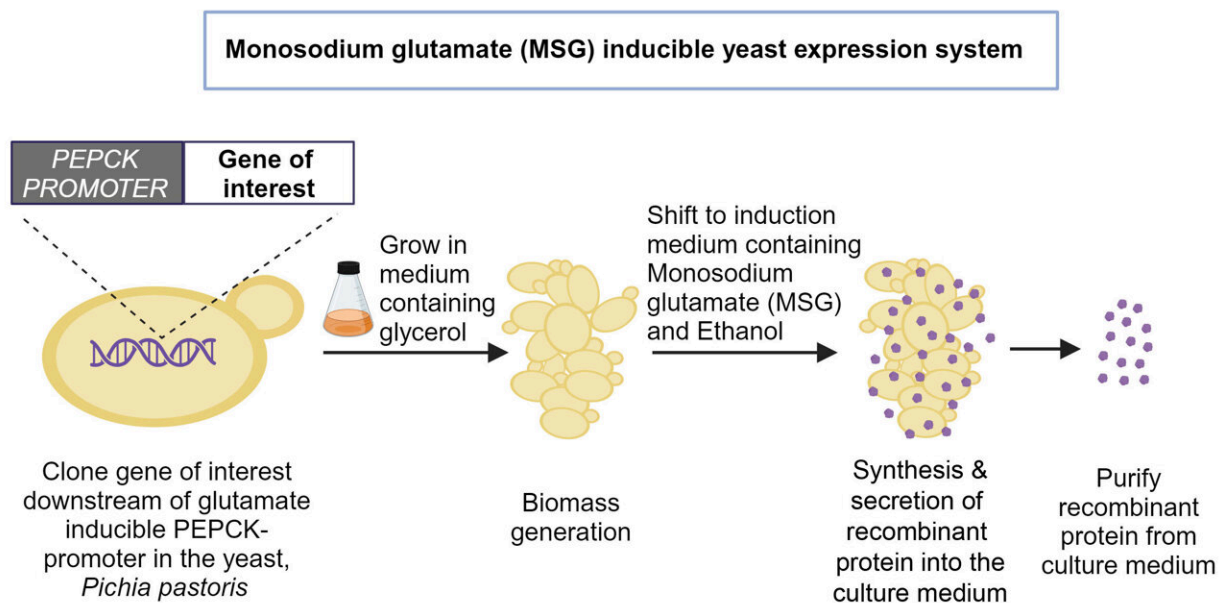 Monosodium glutamate (MSG) inducible yeast expression system
PEPCK
PROMOTER
Gene of
interest
Grow in
medium
containing
glycerol
Shift to induction
medium containing
Monosodium
glutamate (MSG)
and Ethanol
Clone gene of interest
downstream of glutamate
inducible PEPCK-
promoter in the yeast,
Pichia pastoris
Biomass
generation
Synthesis &
secretion of
recombinant
protein into the
culture medium
Purify
recombinant
protein from
culture medium